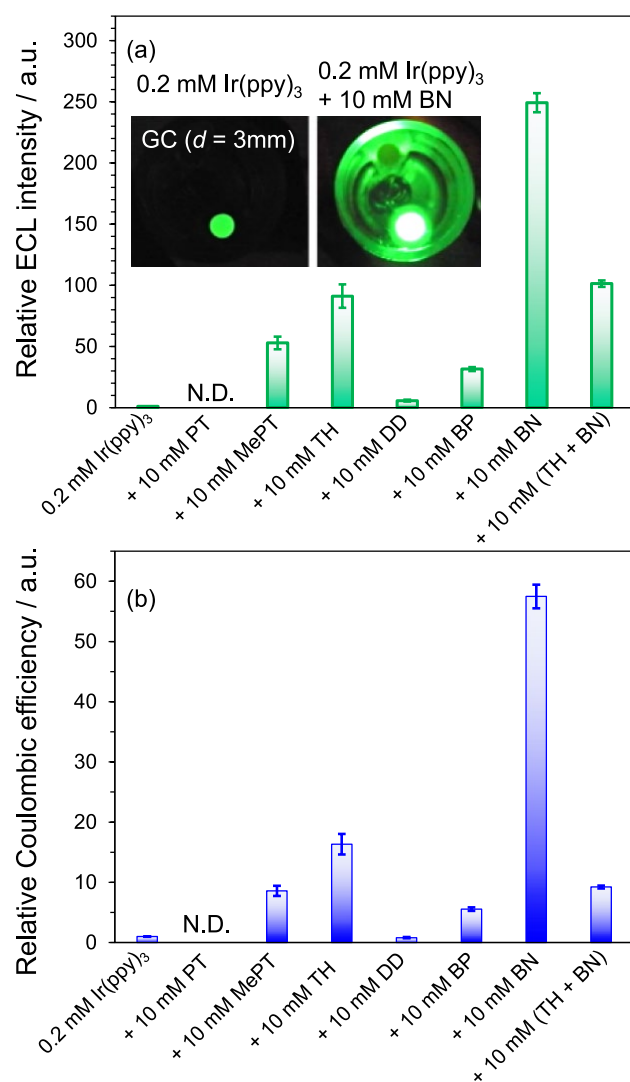 Relative ECL intensity / a.u.
300
250
200
150
100
50
0
(a)
0.2 mM Ir(ppy)₃
0.2 mM Ir(ppy)₃
+ 10 mM BN
GC (d = 3mm)
N.D.
0.2 mM Ir(ppy)₃
+ 10 mM PT
+ 10 mM MePT
+ 10 mM TH
+ 10 mM DD
+ 10 mM BP
+ 10 mM BN
+ 10 mM (TH + BN)
Relative Coulombic efficiency / a.u.
60
50
40
30
20
10
0
(b)
N.D.
0.2 mM Ir(ppy)₃
+ 10 mM PT
+ 10 mM MePT
+ 10 mM TH
+ 10 mM DD
+ 10 mM BP
+ 10 mM BN
+ 10 mM (TH + BN)